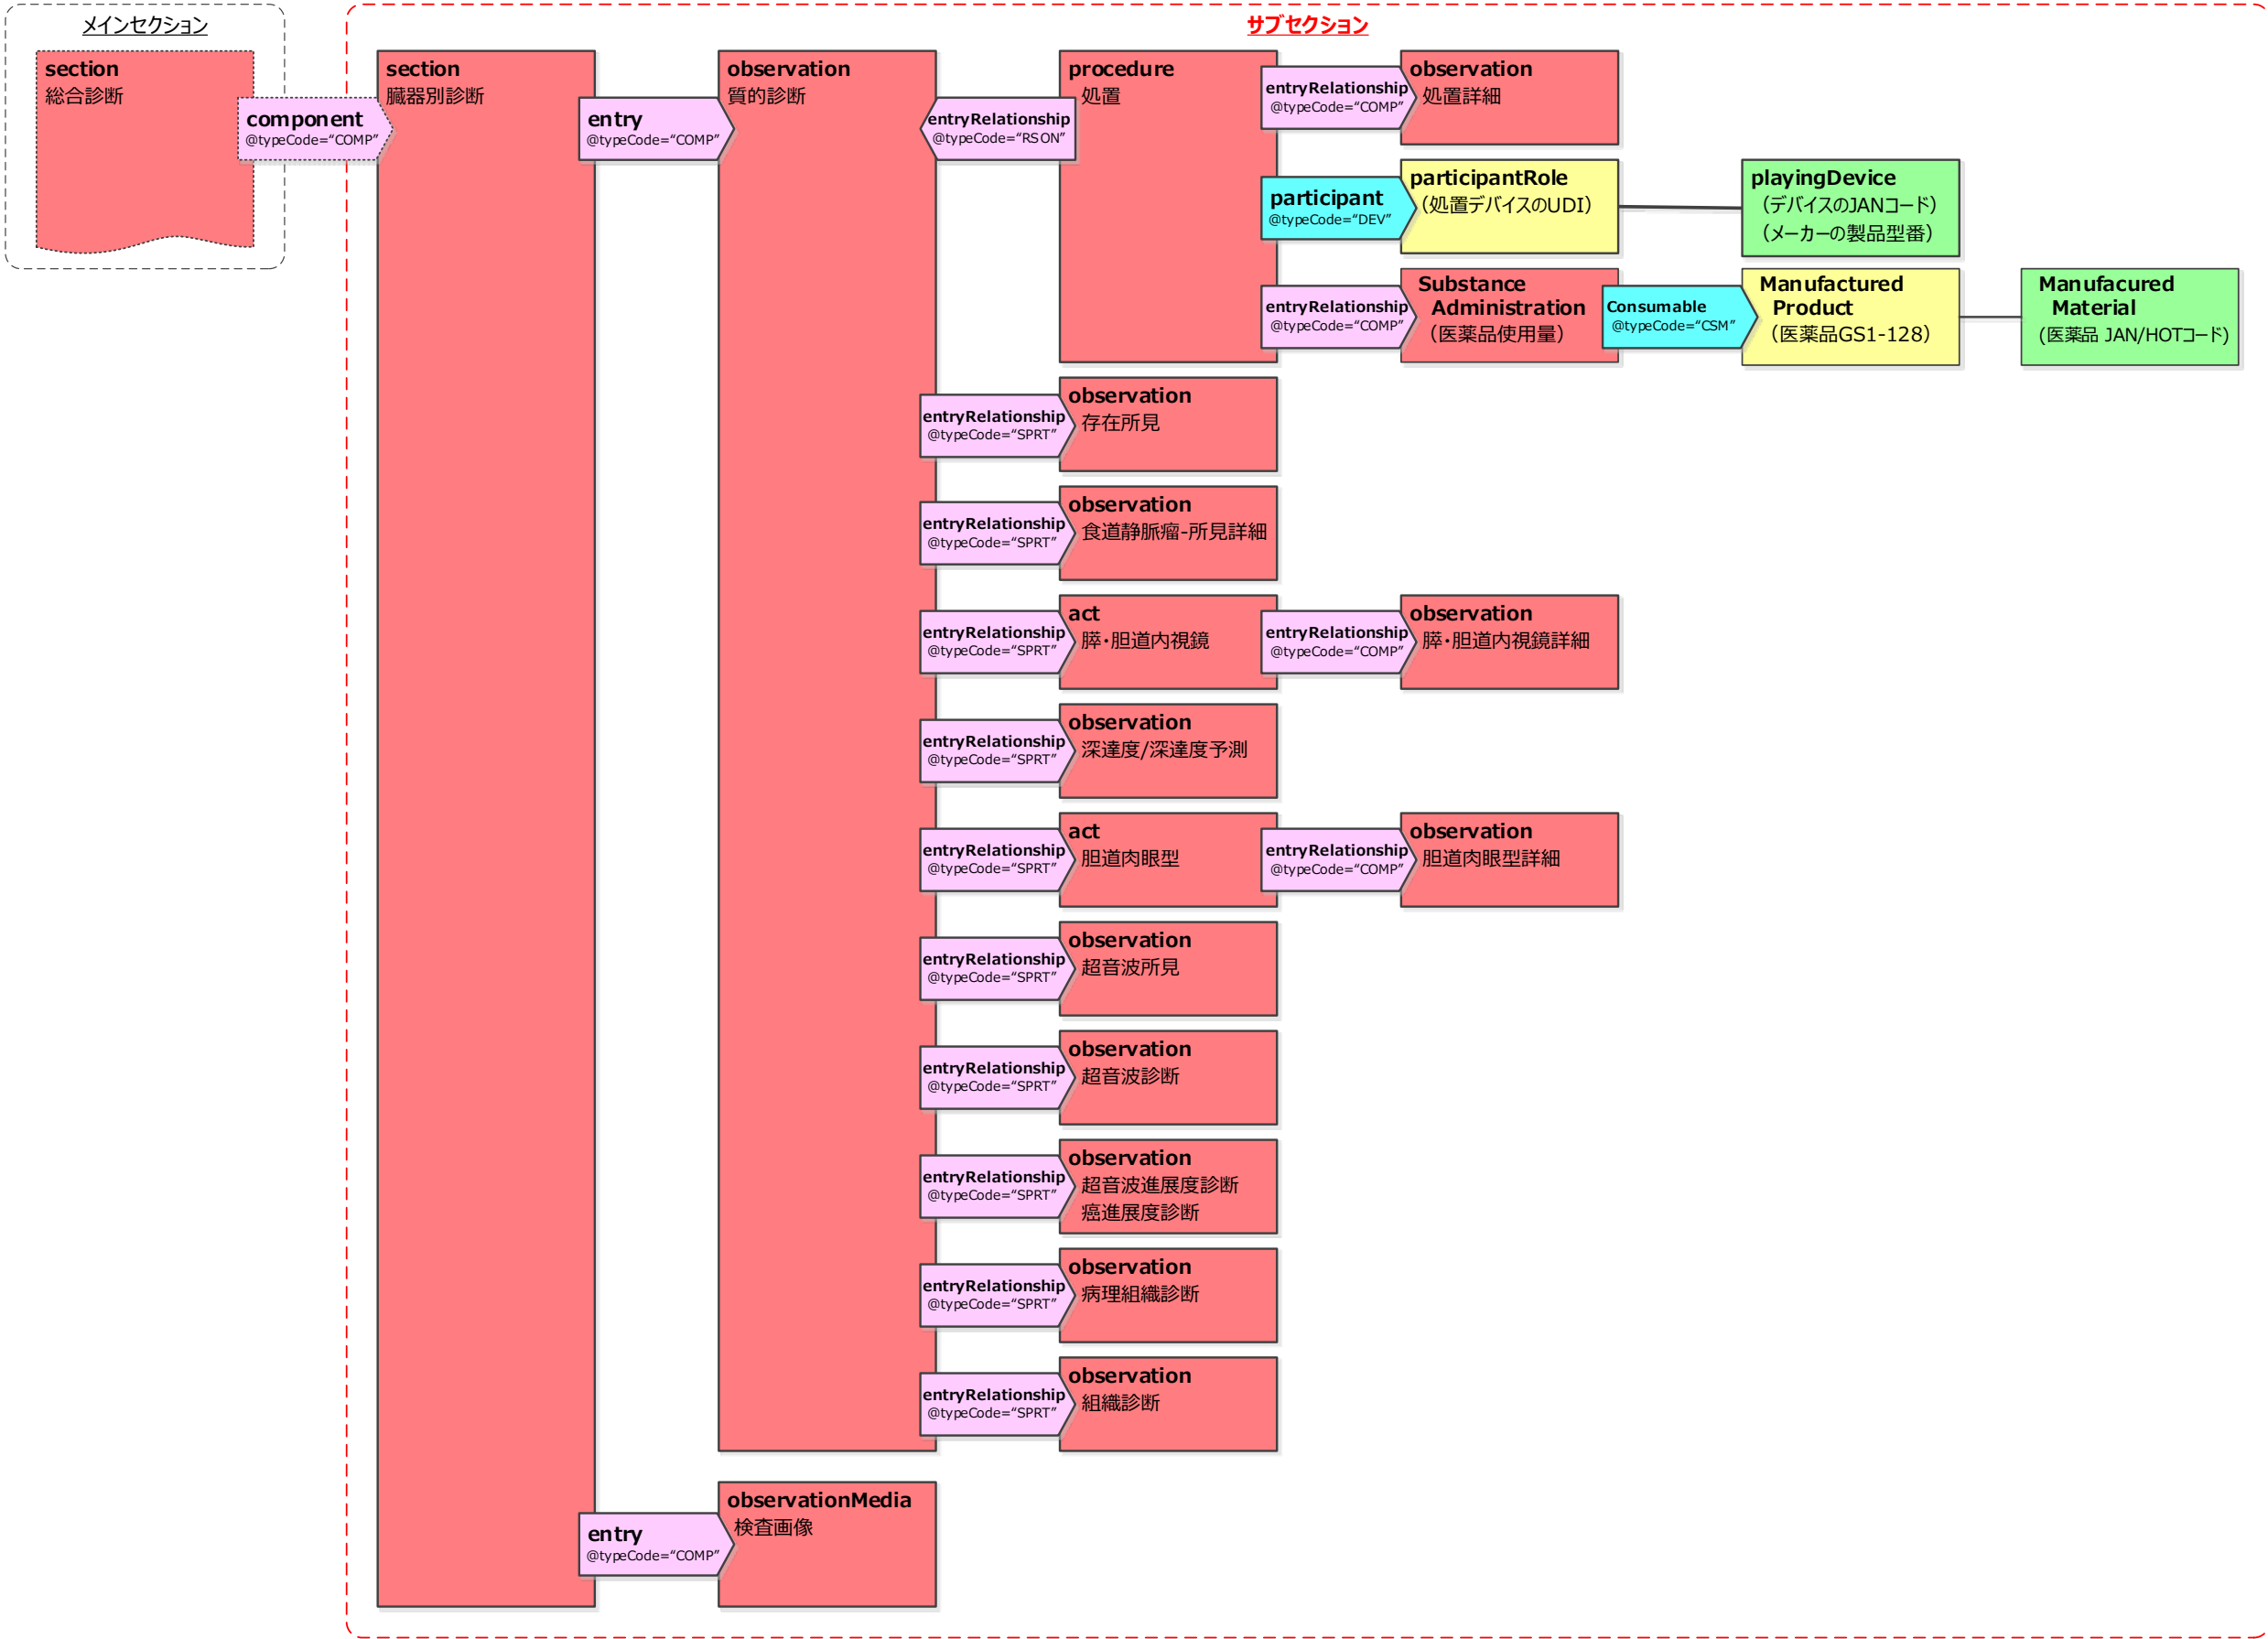 メインセクション
サブセクション
section
総合診断
component
@typeCode=“COMP”
section
臓器別診断
entry
@typeCode=“COMP”
observation
質的診断
entryRelationship
@typeCode=“RSON”
procedure
処置
entryRelationship
@typeCode=“COMP”
observation
処置詳細
participant
@typeCode=“DEV”
participantRole
（処置デバイスのUDI）
playingDevice
（デバイスのJANコード）
（メーカーの製品型番）
entryRelationship
@typeCode=“COMP”
Substance
Administration
（医薬品使用量）
Consumable
@typeCode=“CSM”
Manufactured
Product
（医薬品GS1-128）
Manufacured
Material
(医薬品 JAN/HOTコード)
entryRelationship
@typeCode=“SPRT”
observation
存在所見
entryRelationship
@typeCode=“SPRT”
observation
食道静脈瘤-所見詳細
entryRelationship
@typeCode=“SPRT”
act
膵・胆道内視鏡
entryRelationship
@typeCode=“COMP”
observation
膵・胆道内視鏡詳細
entryRelationship
@typeCode=“SPRT”
observation
深達度/深達度予測
entryRelationship
@typeCode=“SPRT”
act
胆道肉眼型
entryRelationship
@typeCode=“COMP”
observation
胆道肉眼型詳細
entryRelationship
@typeCode=“SPRT”
observation
超音波所見
entryRelationship
@typeCode=“SPRT”
observation
超音波診断
entryRelationship
@typeCode=“SPRT”
observation
超音波進展度診断
癌進展度診断
entryRelationship
@typeCode=“SPRT”
observation
病理組織診断
entryRelationship
@typeCode=“SPRT”
observation
組織診断
entry
@typeCode=“COMP”
observationMedia
検査画像